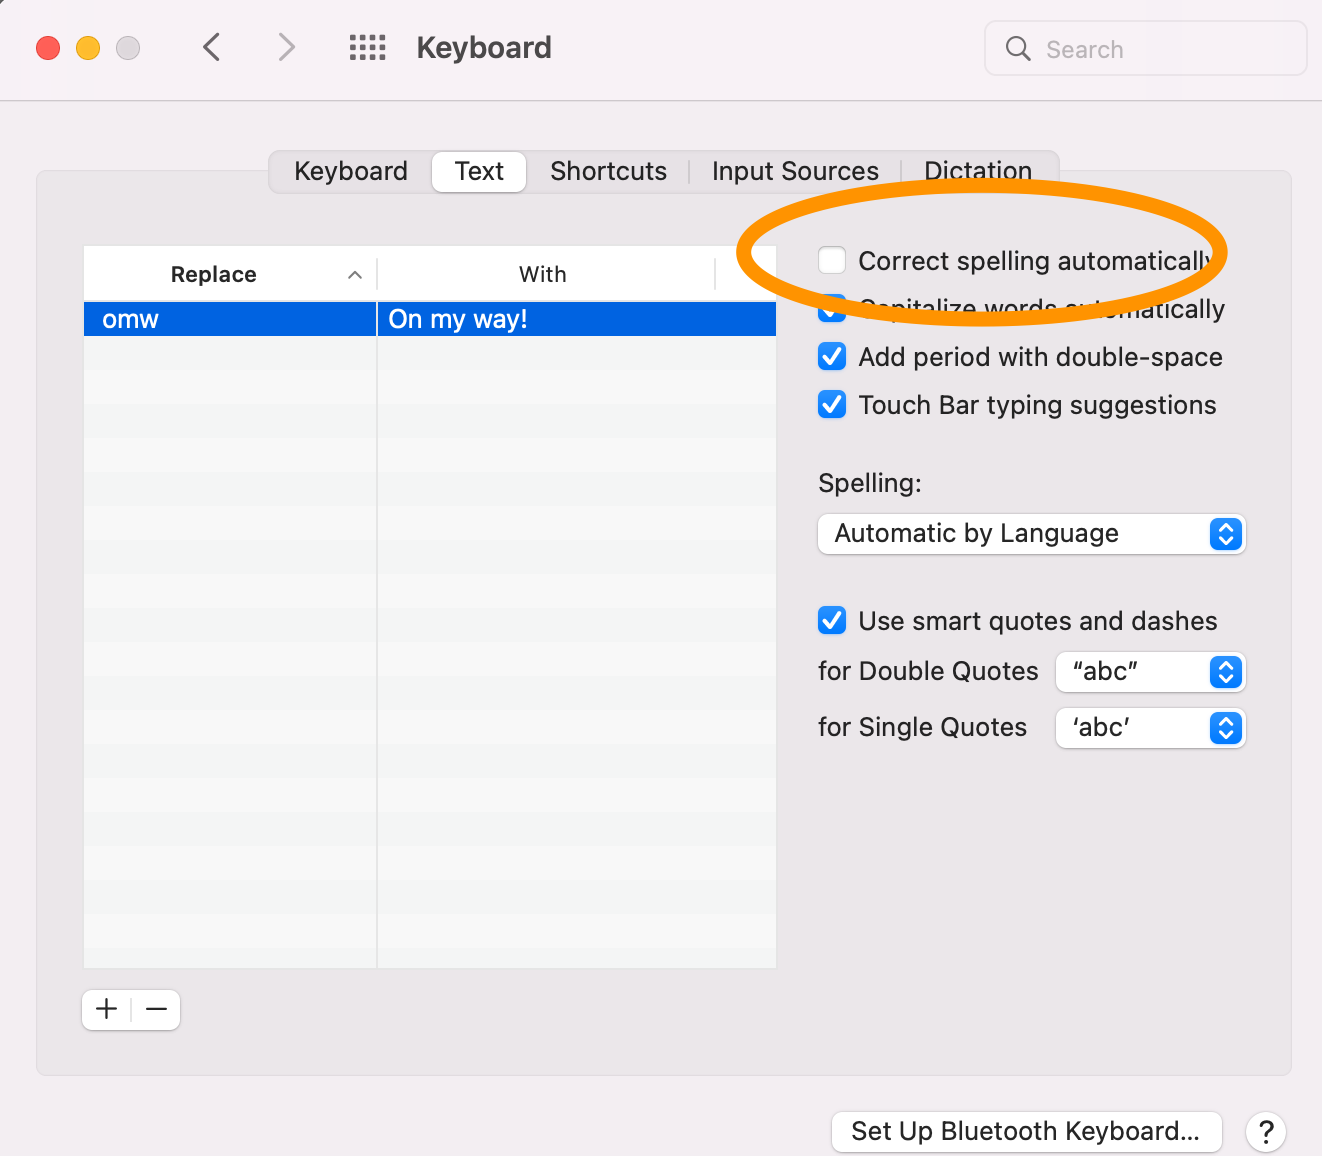 Keyboard
Search
Keyboard Text Shortcuts Input Sources Dictation
Replace With
omw On my way!
Correct spelling automatically
Capitalize words automatically
Add period with double-space
Touch Bar typing suggestions
Spelling:
Automatic by Language
Use smart quotes and dashes
for Double Quotes “abc”
for Single Quotes ‘abc’
Set Up Bluetooth Keyboard... ?